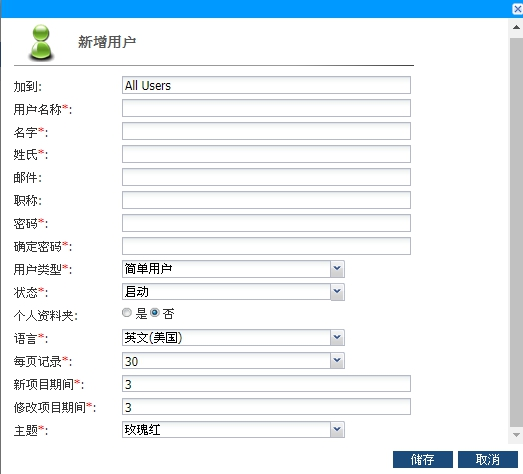 新增用户
加到: All Users
用户名称*:
名字*:
姓氏*:
邮件:
职称:
密码*:
确定密码*:
用户类型*: 简单用户
状态*: 启动
个人资料夹: 是 否
语言*: 英文(美国)
每页记录*: 30
新项目期间*: 3
修改项目期间*: 3
主题*: 玫瑰红
储存 取消